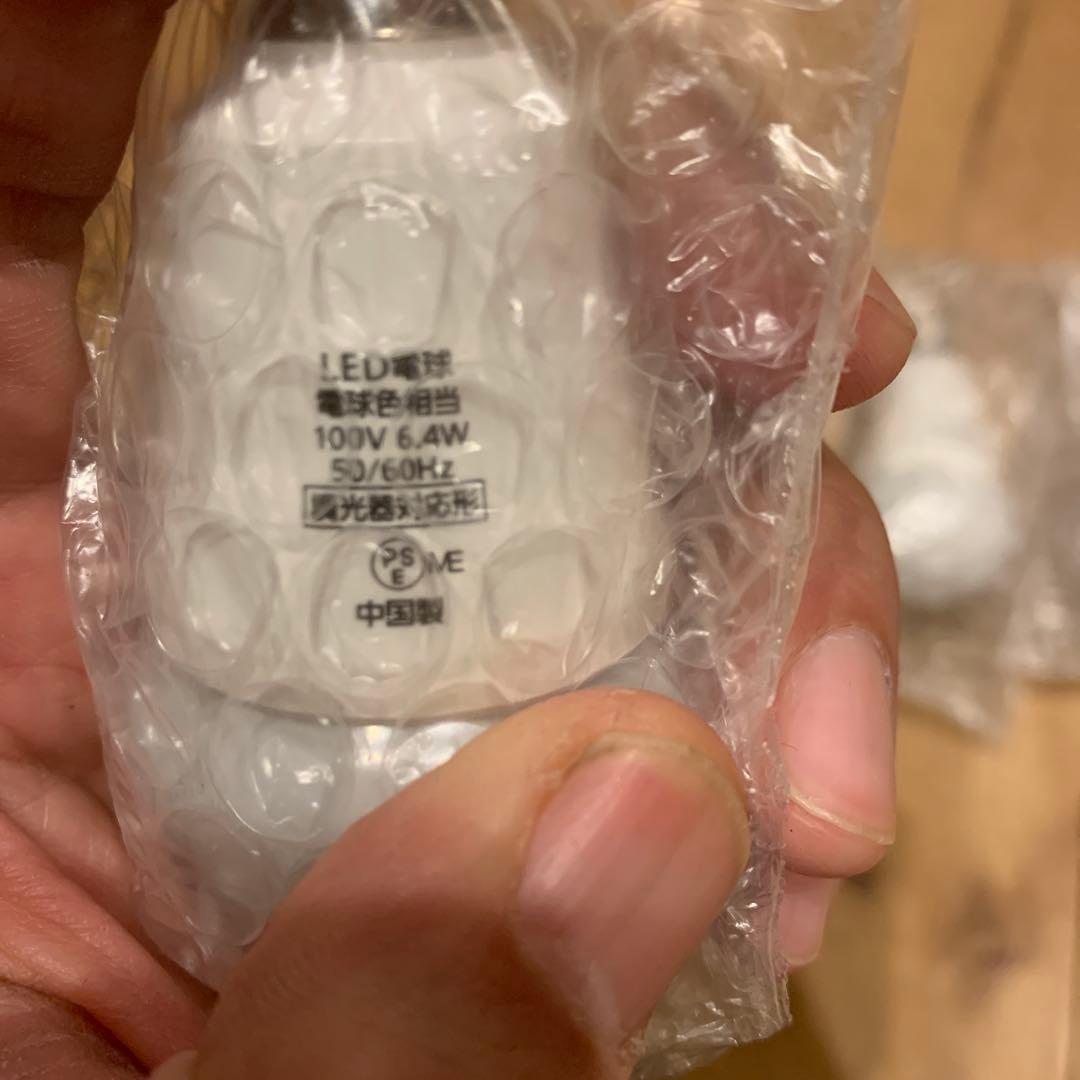 LED電球
電球色相当
100V 6.4W
50/60Hz
調光器対応形
PSE IME
中国製